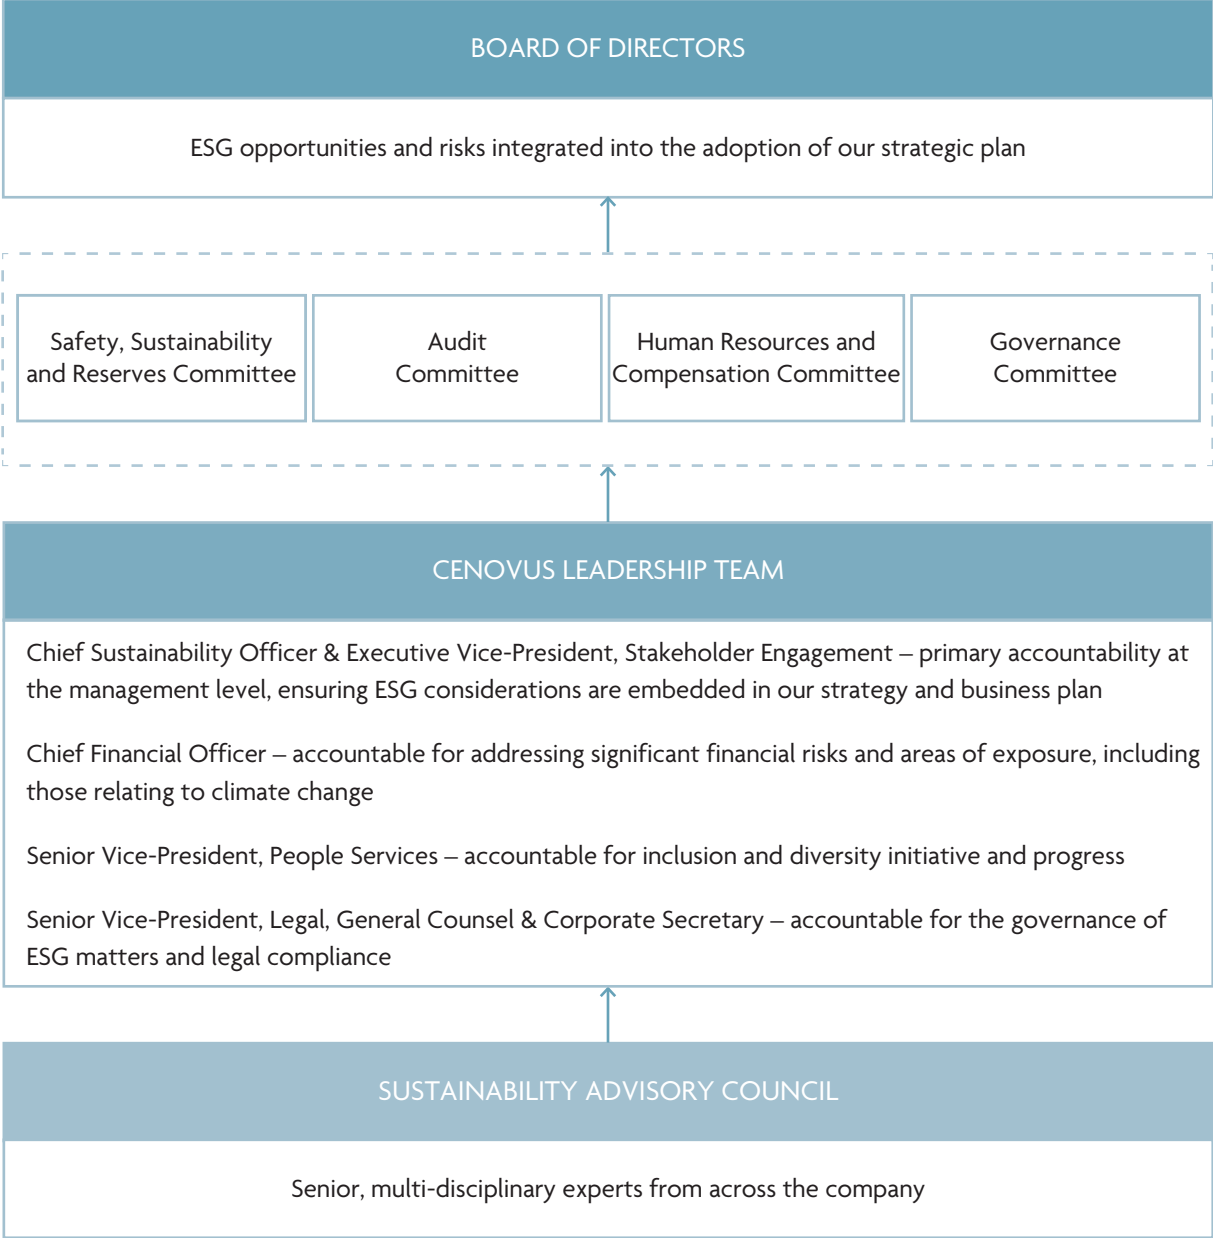 BOARD OF DIRECTORS
ESG opportunities and risks integrated into the adoption of our strategic plan
Safety, Sustainability
and Reserves Committee
Audit
Committee
Human Resources and
Compensation Committee
Governance
Committee
CENOVUS LEADERSHIP TEAM
Chief Sustainability Officer & Executive Vice-President, Stakeholder Engagement – primary accountability at
the management level, ensuring ESG considerations are embedded in our strategy and business plan
Chief Financial Officer – accountable for addressing significant financial risks and areas of exposure, including
those relating to climate change
Senior Vice-President, People Services – accountable for inclusion and diversity initiative and progress
Senior Vice-President, Legal, General Counsel & Corporate Secretary – accountable for the governance of
ESG matters and legal compliance
SUSTAINABILITY ADVISORY COUNCIL
Senior, multi-disciplinary experts from across the company